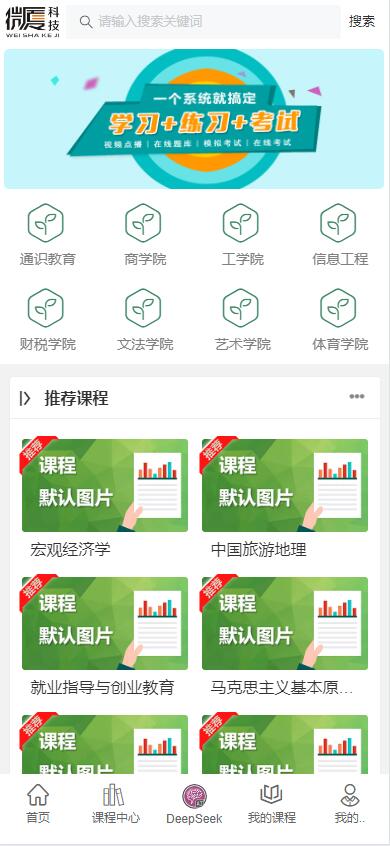 微厦科技
WEI SHA KE JI
请输入搜索关键词
搜索
一个系统就搞定
学习+练习+考试
视频点播 | 在线题库 | 模拟考试 | 在线考试
通识教育 商学院 工学院 信息工程
财税学院 文法学院 艺术学院 体育学院
推荐课程
推荐 推荐
课程 课程
默认图片 默认图片
宏观经济学 中国旅游地理
推荐 推荐
课程 课程
默认图片 默认图片
就业指导与创业教育 马克思主义基本原...
推荐 推荐
课程 课程
默认图片 默认图片
首页 课程中心 DeepSeek 我的课程 我的..